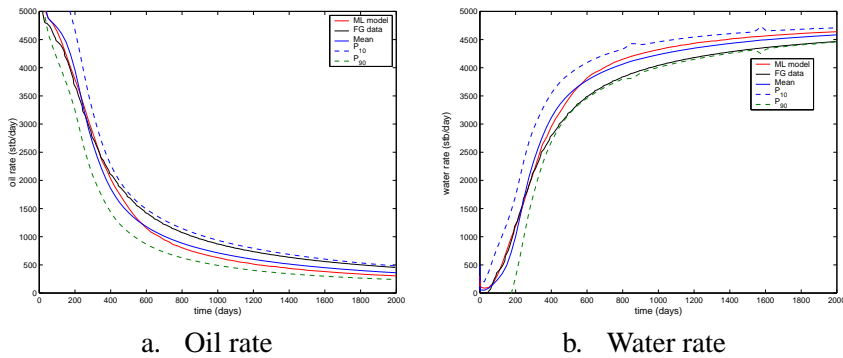 5000
4500
4000
3500
3000
2500
2000
1500
1000
500
0
oil rate (stb/day)
ML model
FG data
Mean
P10
P90
0 200 400 600 800 1000 1200 1400 1600 1800 2000
time (days)
a. Oil rate
5000
4500
4000
3500
3000
2500
2000
1500
1000
500
0
water rate (stb/day)
ML model
FG data
Mean
P10
P90
0 200 400 600 800 1000 1200 1400 1600 1800 2000
time (days)
b. Water rate